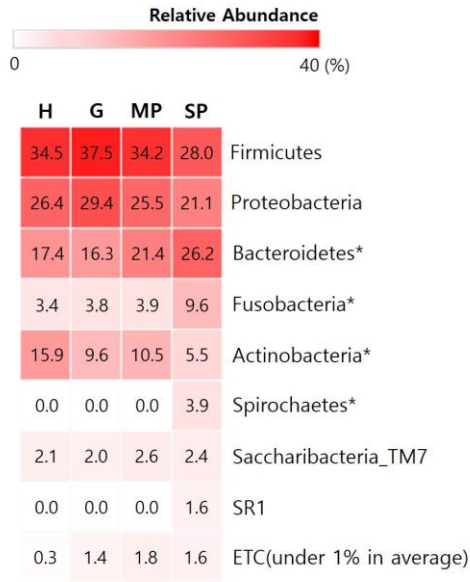 Relative Abundance
0 40 (%)
H G MP SP
34.5 37.5 34.2 28.0 Firmicutes
26.4 29.4 25.5 21.1 Proteobacteria
17.4 16.3 21.4 26.2 Bacteroidetes*
3.4 3.8 3.9 9.6 Fusobacteria*
15.9 9.6 10.5 5.5 Actinobacteria*
0.0 0.0 0.0 3.9 Spirochaetes*
2.1 2.0 2.6 2.4 Saccharibacteria_TM7
0.0 0.0 0.0 1.6 SR1
0.3 1.4 1.8 1.6 ETC(under 1% in average)